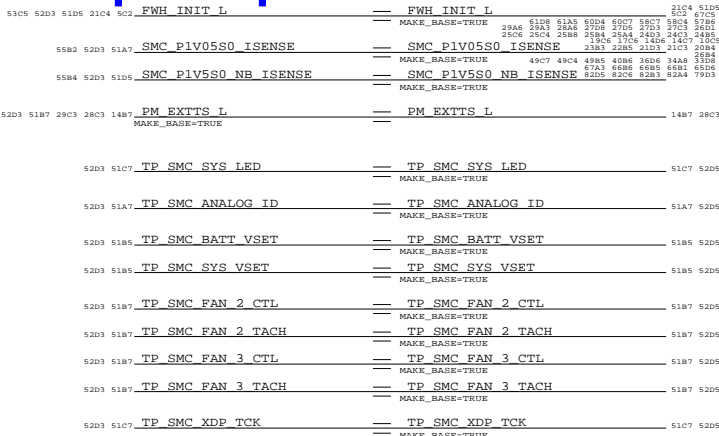 53C5 52D3 51D5 21C4 5C2 FWH_INIT_L FWH_INIT_L 21C4 51D5
5C2 67C5
MAKE_BASE=TRUE
61D8 61A5 60D4 60C7 58C7 58C4 57B6
29A6 29A3 28A6 27D8 27D5 27D3 27C3 26D1
25C6 25C4 25B8 25B4 25A4 24D3 24C3 24B5
19C6 17C6 14D6 14C7 10C5
55B2 52D3 51A7 SMC_P1V05S0_ISENSE SMC_P1V05S0_ISENSE 23B3 22B5 21D3 21C3 20B4
26B4
MAKE_BASE=TRUE
49C7 49C4 49B5 40B6 36D6 34A8 33D8
67A3 66B6 66B5 66B1 65D6
55B4 52D3 51D5 SMC_P1V5S0_NB_ISENSE SMC_P1V5S0_NB_ISENSE 82D5 82C6 82B3 82A4 79D3
MAKE_BASE=TRUE
52D3 51B7 29C3 28C3 14B7 PM_EXTTS_L PM_EXTTS_L 14B7 28C3
MAKE_BASE=TRUE
52D3 51C7 TP_SMC_SYS_LED TP_SMC_SYS_LED 51C7 52D5
MAKE_BASE=TRUE
52D3 51A7 TP_SMC_ANALOG_ID TP_SMC_ANALOG_ID 51A7 52D5
MAKE_BASE=TRUE
52D3 51B5 TP_SMC_BATT_VSET TP_SMC_BATT_VSET 51B5 52D5
MAKE_BASE=TRUE
52D3 51B5 TP_SMC_SYS_VSET TP_SMC_SYS_VSET 51B5 52D5
MAKE_BASE=TRUE
52D3 51B7 TP_SMC_FAN_2_CTL TP_SMC_FAN_2_CTL 51B7 52D5
MAKE_BASE=TRUE
52D3 51B7 TP_SMC_FAN_2_TACH TP_SMC_FAN_2_TACH 51B7 52D5
MAKE_BASE=TRUE
52D3 51B7 TP_SMC_FAN_3_CTL TP_SMC_FAN_3_CTL 51B7 52D5
MAKE_BASE=TRUE
52D3 51B7 TP_SMC_FAN_3_TACH TP_SMC_FAN_3_TACH 51B7 52D5
MAKE_BASE=TRUE
52D3 51C7 TP_SMC_XDP_TCK TP_SMC_XDP_TCK 51C7 52D5
MAKE_BASE=TRUE